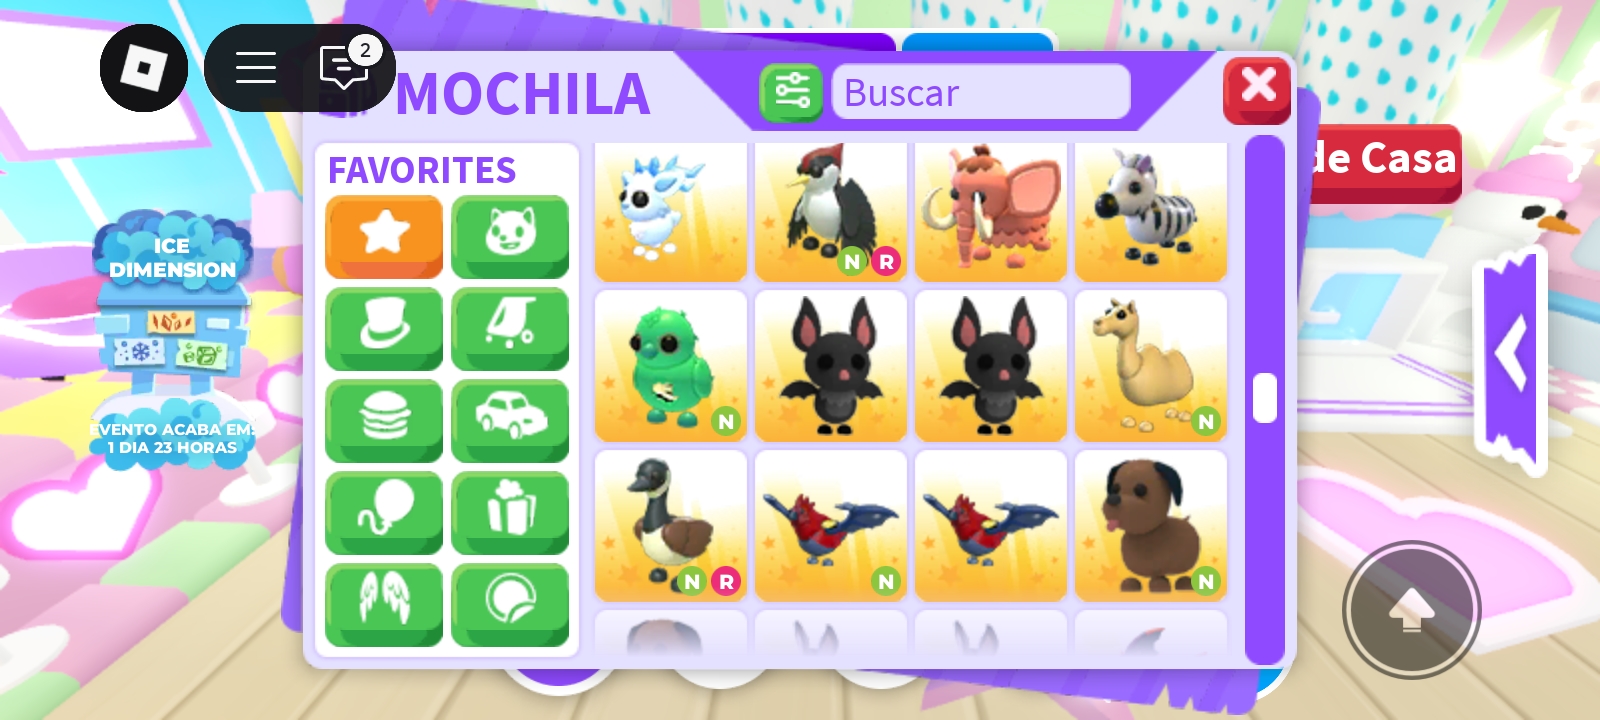 2
MOCHILA
Buscar
FAVORITES
de Casa
ICE
DIMENSION
EVENTO ACABA EM:
1 DIA 23 HORAS
N R
N
N
N R
N
N